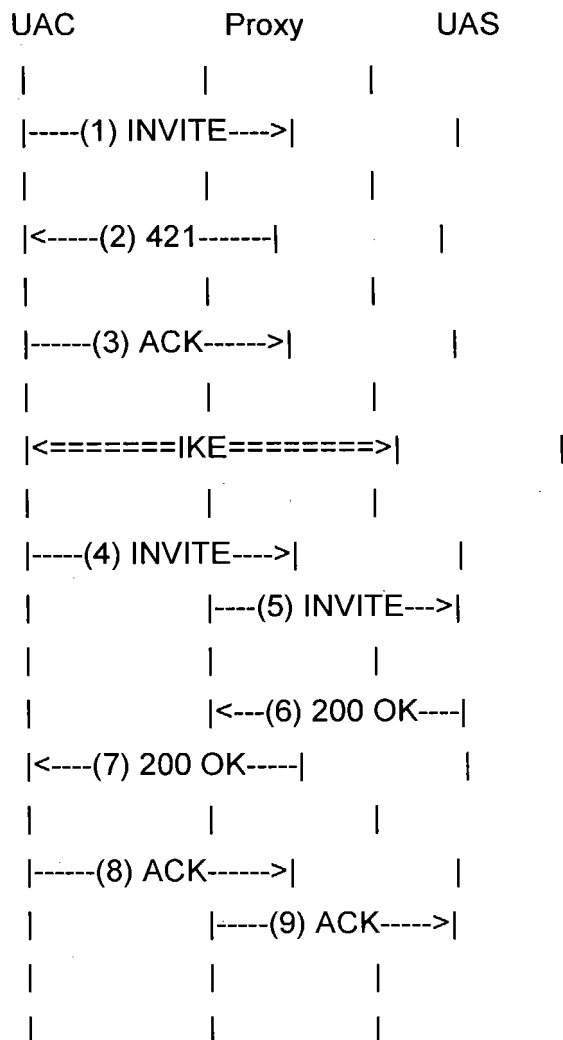 UAC Proxy UAS
| | |
|-----(1) INVITE---->| |
| | |
|<-----(2) 421-------| |
| | |
|------(3) ACK------>| |
| | |
|<=======IKE========>| |
| | |
|-----(4) INVITE---->| |
| |----(5) INVITE--->|
| | |
| |<---(6) 200 OK----|
|<----(7) 200 OK-----| |
| | |
|------(8) ACK------>| |
| |-----(9) ACK----->|
| | |
| | |